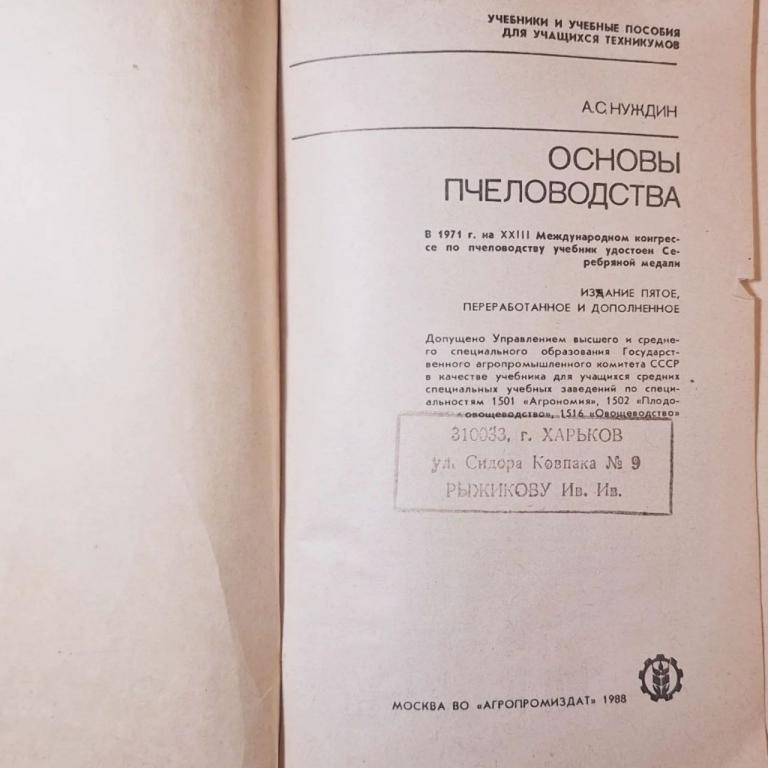 УЧЕБНИКИ И УЧЕБНЫЕ ПОСОБИЯ
ДЛЯ УЧАЩИХСЯ ТЕХНИКУМОВ
А.С.НУЖДИН
ОСНОВЫ
ПЧЕЛОВОДСТВА
В 1971 г. на XXIII Международном конгрес-
се по пчеловодству учебник удостоен Се-
ребряной медали
ИЗДАНИЕ ПЯТОЕ,
ПЕРЕРАБОТАННОЕ И ДОПОЛНЕННОЕ
Допущено Управлением высшего и средне-
го специального образования Государст-
венного агропромышленного комитета СССР
в качестве учебника для учащихся средних
специальных учебных заведений по специ-
альностям 1501 «Агрономия», 1502 «Плодо-
овощеводство», 1516 «Овощеводство»
310033, г. ХАРЬКОВ
ул. Сидора Ковпака № 9
РЫЖИКОВУ Ив. Ив.
МОСКВА ВО «АГРОПРОМИЗДАТ» 1988